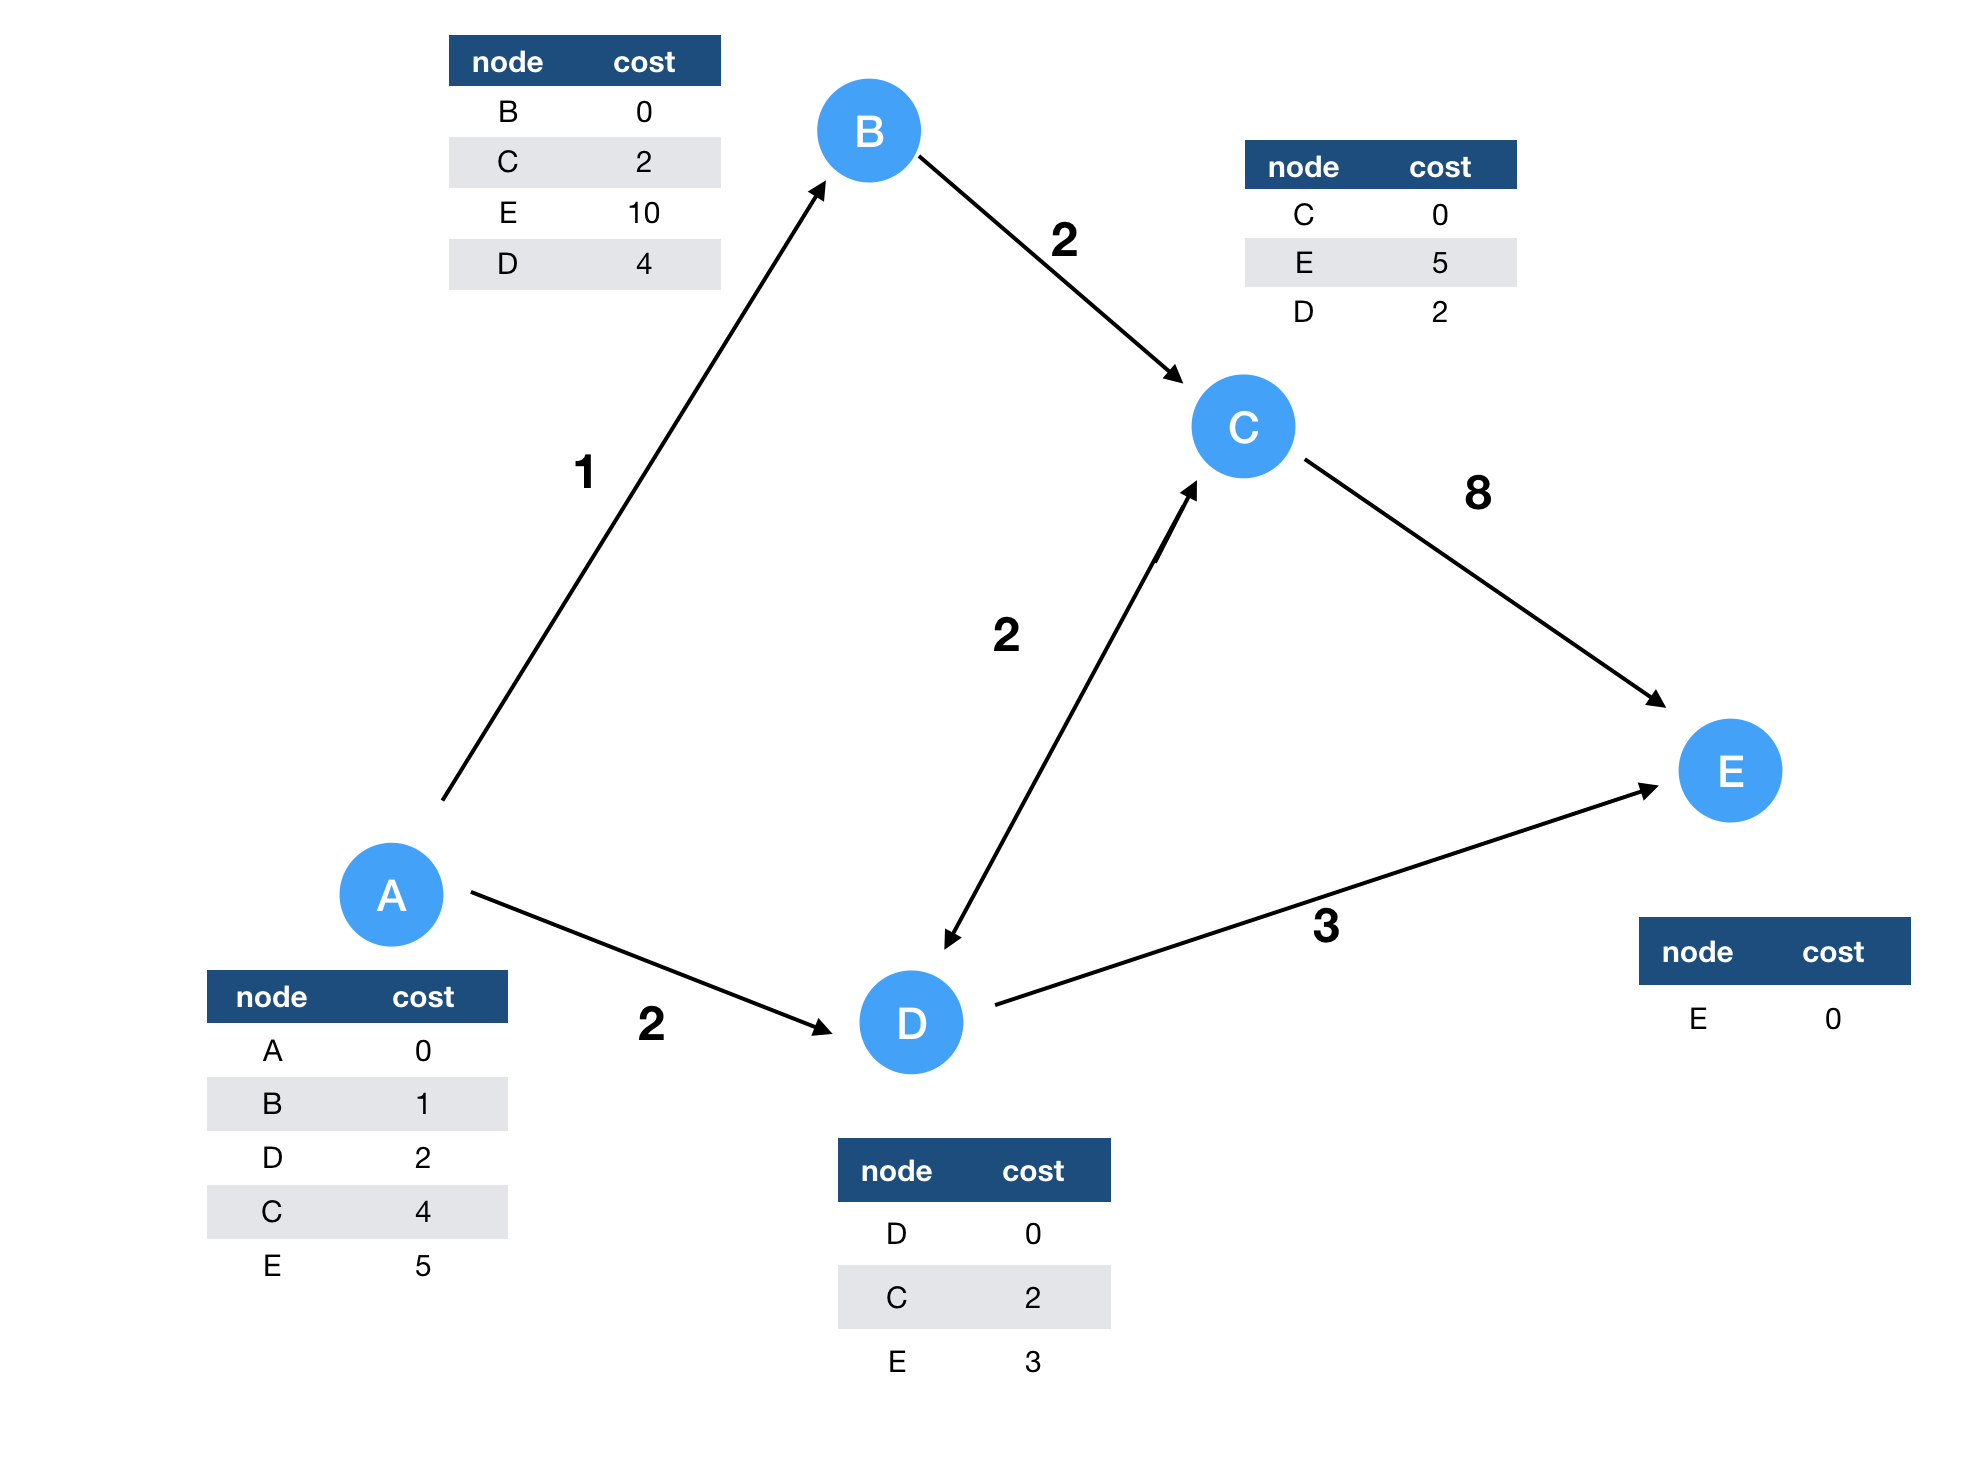 node cost
B 0
C 2
E 10
D 4
B
node cost
C 0
E 5
D 2
2
C
1
8
2
E
A
3
node cost
E 0
2
D
node cost
A 0
B 1
D 2
C 4
E 5
node cost
D 0
C 2
E 3